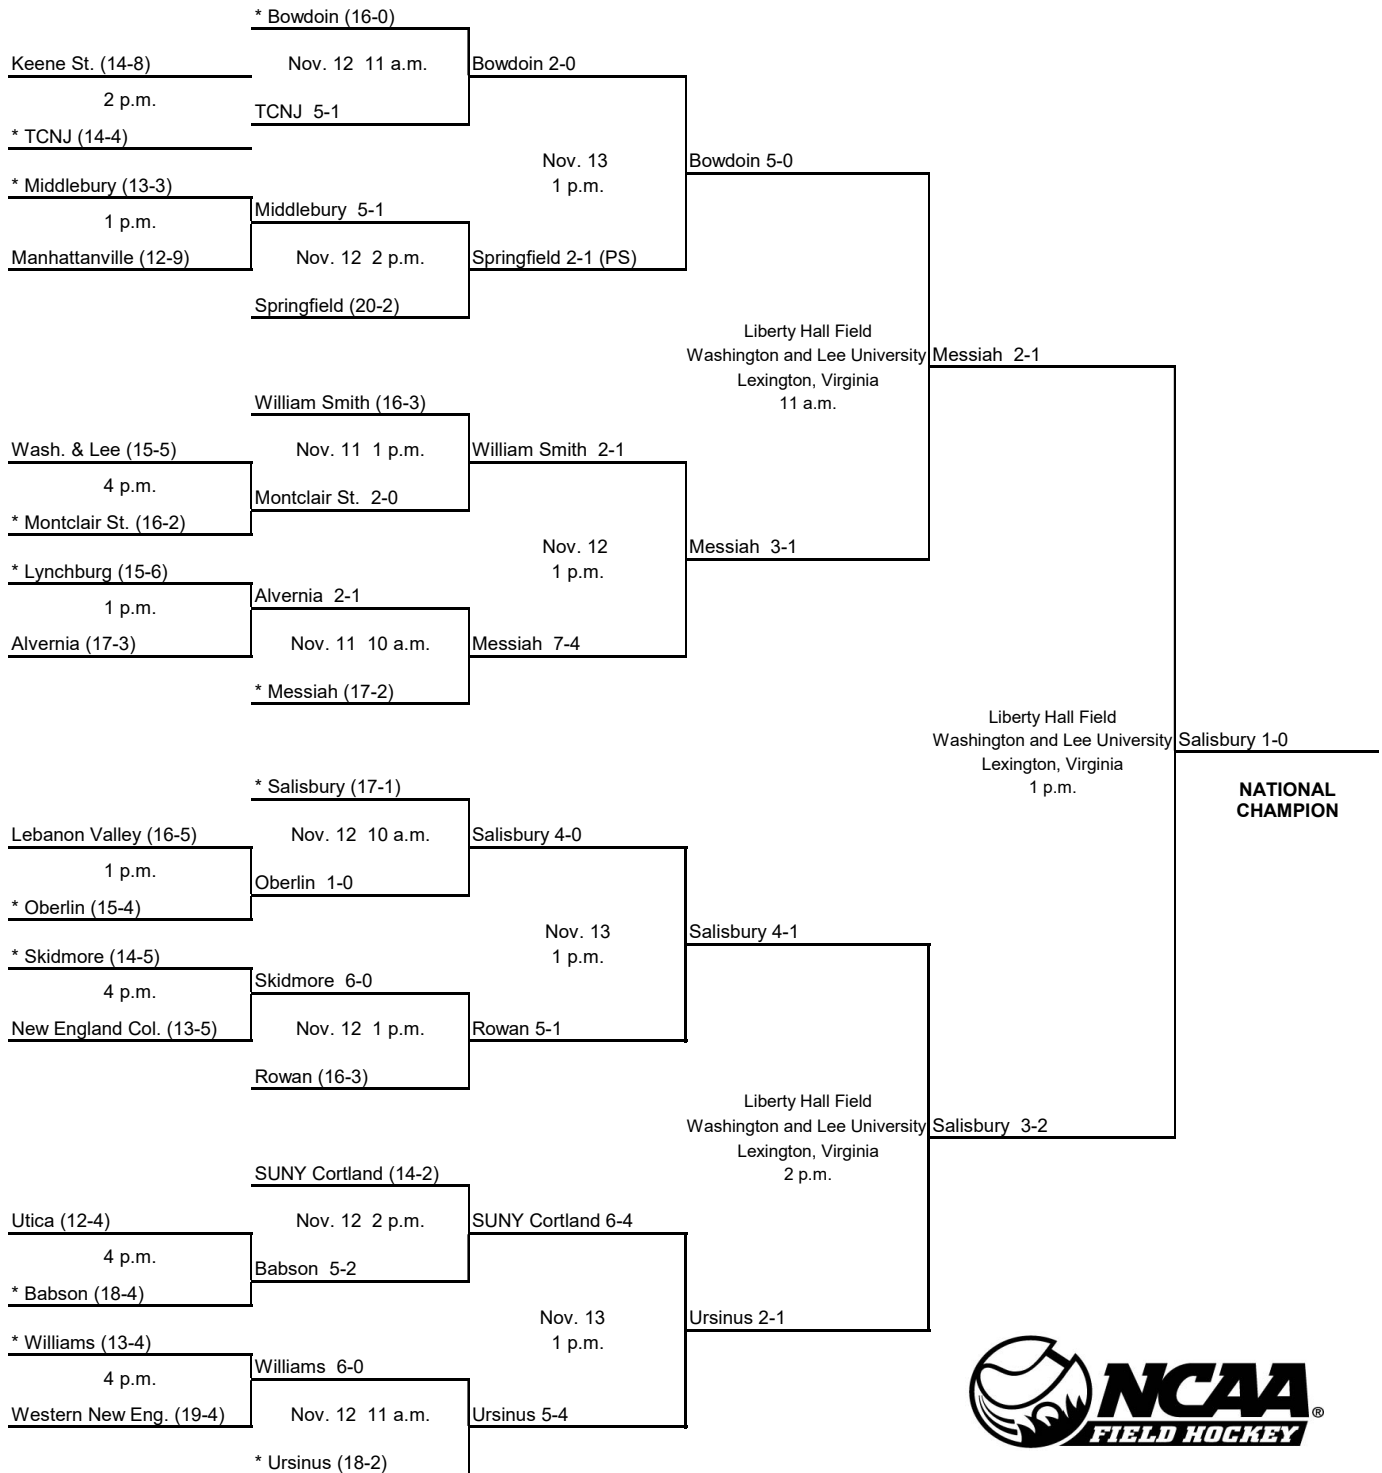 * Bowdoin (16-0)
Keene St. (14-8)
Nov. 12 11 a.m.
Bowdoin 2-0
2 p.m.
TCNJ 5-1
* TCNJ (14-4)
Nov. 13
1 p.m.
Bowdoin 5-0
* Middlebury (13-3)
1 p.m.
Middlebury 5-1
Manhattanville (12-9)
Nov. 12 2 p.m.
Springfield 2-1 (PS)
Springfield (20-2)
Liberty Hall Field
Washington and Lee University
Lexington, Virginia
11 a.m.
Messiah 2-1
William Smith (16-3)
Wash. & Lee (15-5)
Nov. 11 1 p.m.
William Smith 2-1
4 p.m.
Montclair St. 2-0
* Montclair St. (16-2)
Nov. 12
1 p.m.
Messiah 3-1
* Lynchburg (15-6)
1 p.m.
Alvernia 2-1
Alvernia (17-3)
Nov. 11 10 a.m.
Messiah 7-4
* Messiah (17-2)
Liberty Hall Field
Washington and Lee University
Lexington, Virginia
1 p.m.
Salisbury 1-0
NATIONAL
CHAMPION
* Salisbury (17-1)
Lebanon Valley (16-5)
Nov. 12 10 a.m.
Salisbury 4-0
1 p.m.
Oberlin 1-0
* Oberlin (15-4)
Nov. 13
1 p.m.
Salisbury 4-1
* Skidmore (14-5)
4 p.m.
Skidmore 6-0
New England Col. (13-5)
Nov. 12 1 p.m.
Rowan 5-1
Rowan (16-3)
Liberty Hall Field
Washington and Lee University
Lexington, Virginia
2 p.m.
Salisbury 3-2
SUNY Cortland (14-2)
Utica (12-4)
Nov. 12 2 p.m.
SUNY Cortland 6-4
4 p.m.
Babson 5-2
* Babson (18-4)
Nov. 13
1 p.m.
Ursinus 2-1
* Williams (13-4)
4 p.m.
Williams 6-0
Western New Eng. (19-4)
Nov. 12 11 a.m.
Ursinus 5-4
* Ursinus (18-2)
NCAA®
FIELD HOCKEY